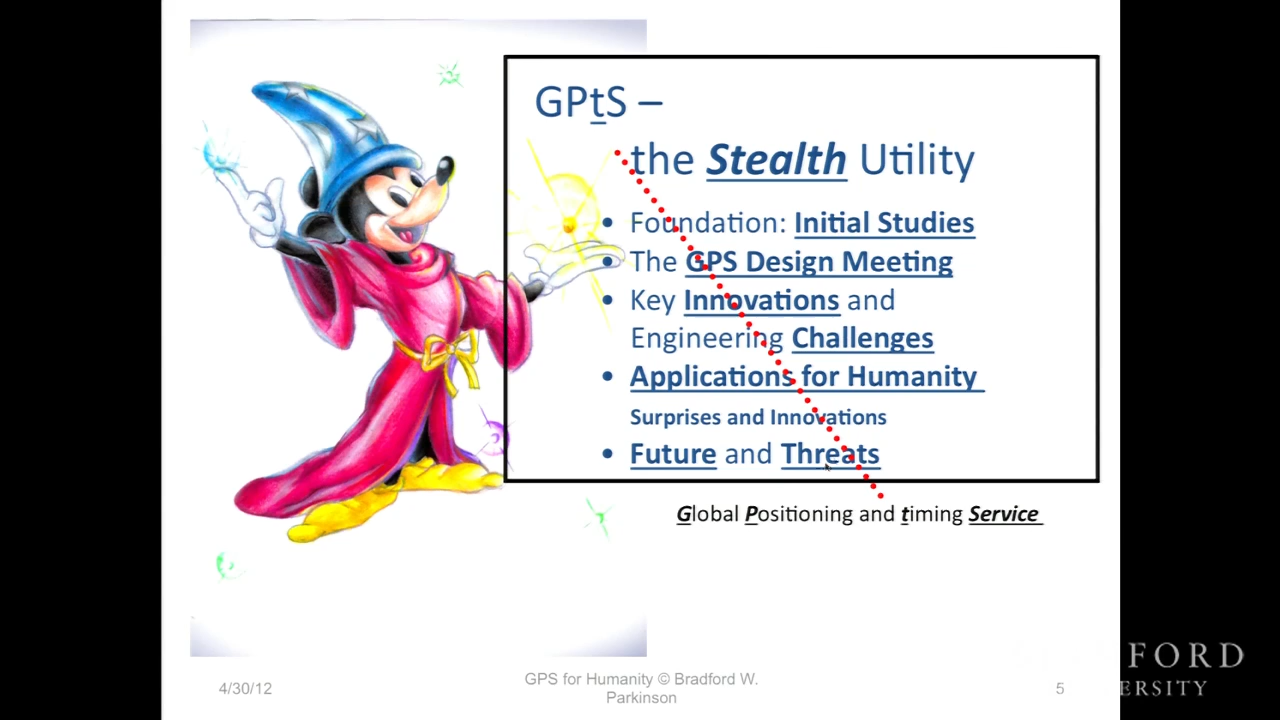 GPtS –
the Stealth Utility
• Foundation: Initial Studies
• The GPS Design Meeting
• Key Innovations and
Engineering Challenges
• Applications for Humanity
Surprises and Innovations
• Future and Threats
Global Positioning and timing Service
4/30/12
GPS for Humanity © Bradford W.
Parkinson
5
FORD
ERSITY